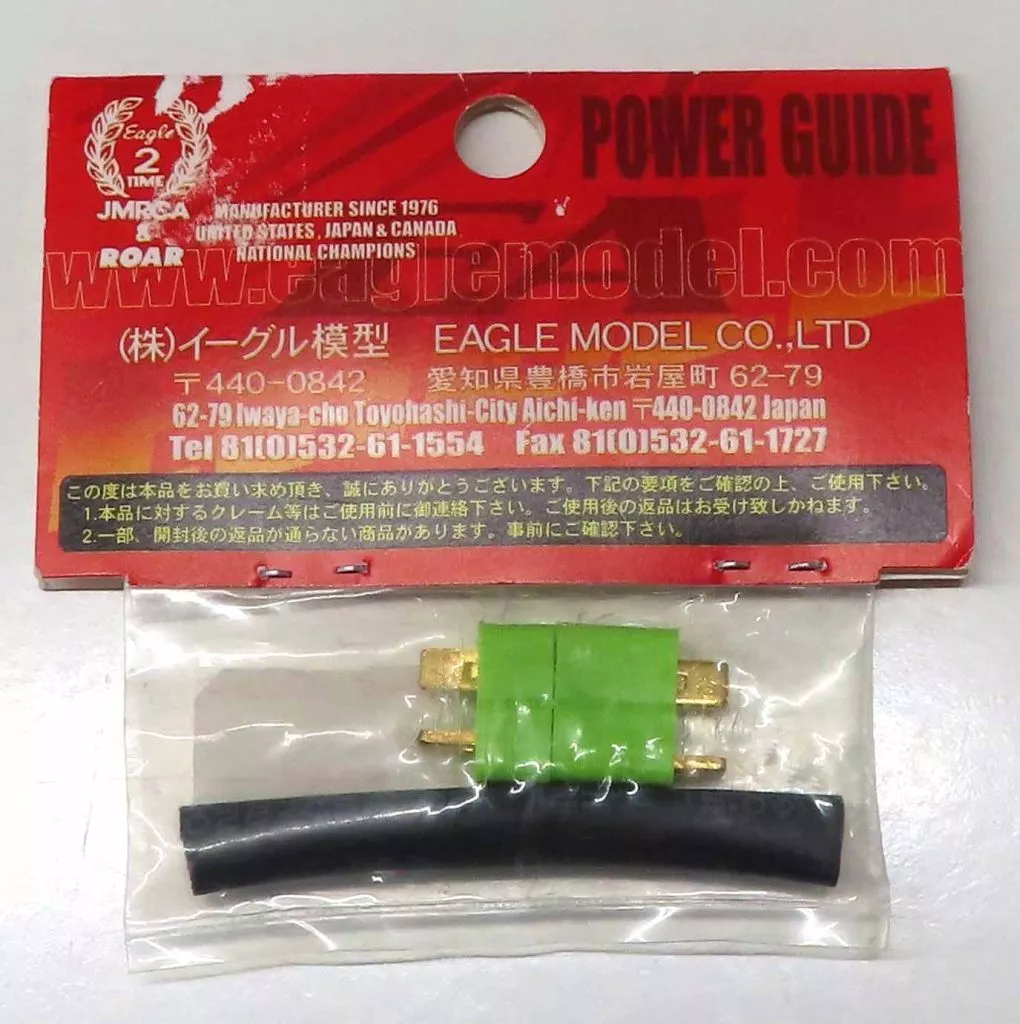 POWER GUIDE
Eagle
2
TIME
JMRCA
&
ROAR
MANUFACTURER SINCE 1976
UNITED STATES, JAPAN & CANADA
NATIONAL CHAMPIONS
www.eaglemodel.com
(株)イーグル模型 EAGLE MODEL CO.,LTD
〒440-0842 愛知県豊橋市岩屋町 62-79
62-79 Iwaya-cho Toyohashi-City Aichi-ken 〒440-0842 Japan
Tel 81(0)532-61-1554 Fax 81(0)532-61-1727
この度は本品をお買い求め頂き、誠にありがとうございます。下記の要項をご確認の上、ご使用下さい。
1.本品に対するクレーム等はご使用前に御連絡下さい。ご使用後の返品はお受け致しかねます。
2.一部、開封後の返品が通らない商品があります。事前にご確認下さい。